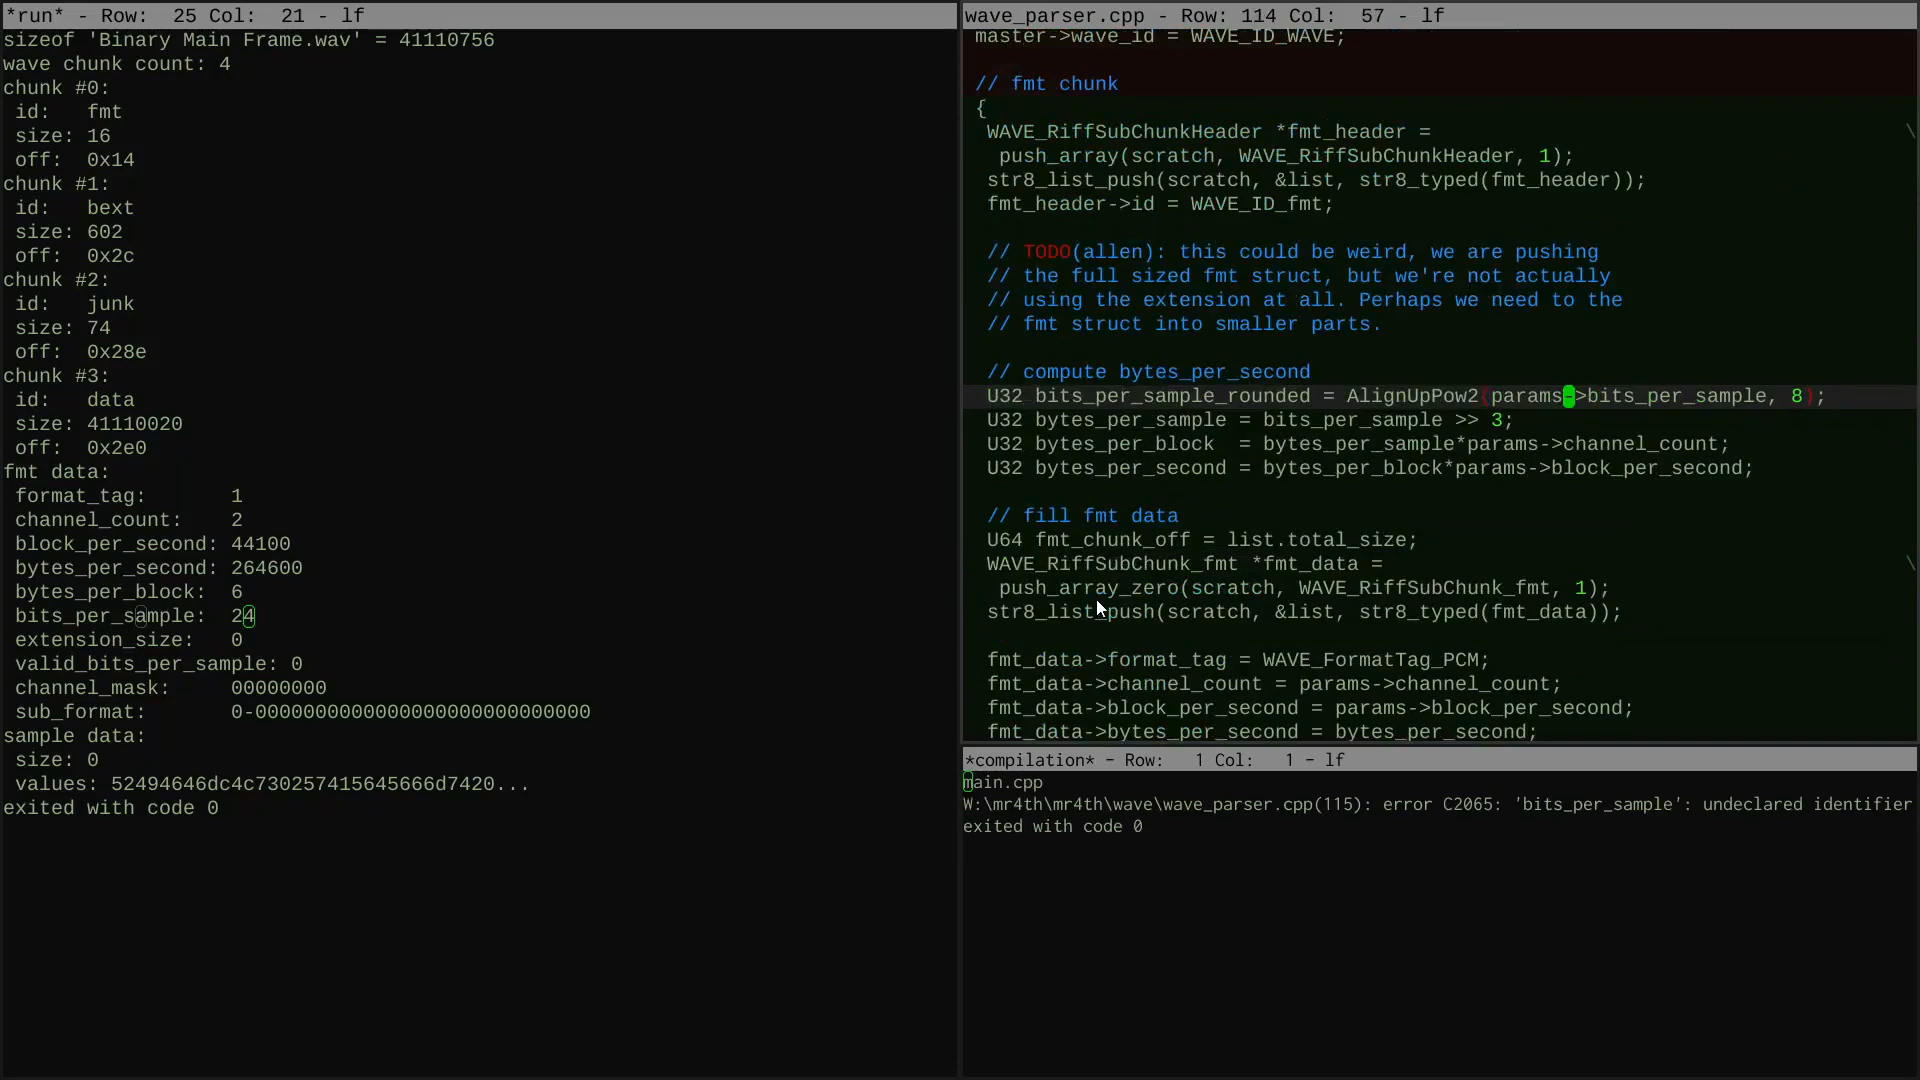 *run* - Row:  25 Col:  21 - lf
sizeof 'Binary Main Frame.wav' = 41110756
wave chunk count: 4
chunk #0:
 id:   fmt
 size: 16
 off:  0x14
chunk #1:
 id:   bext
 size: 602
 off:  0x2c
chunk #2:
 id:   junk
 size: 74
 off:  0x28e
chunk #3:
 id:   data
 size: 41110020
 off:  0x2e0
fmt data:
 format_tag:       1
 channel_count:    2
 block_per_second: 44100
 bytes_per_second: 264600
 bytes_per_block:  6
 bits_per_sample:  24
 extension_size:   0
 valid_bits_per_sample: 0
 channel_mask:     00000000
 sub_format:       0-0000000000000000000000000000
sample data:
 size: 0
 values: 52494646dc4c730257415645666d7420...
exited with code 0
wave_parser.cpp - Row: 114 Col:  57 - lf
master->wave_id = WAVE_ID_WAVE;
// fmt chunk
{
WAVE_RiffSubChunkHeader *fmt_header = \
push_array(scratch, WAVE_RiffSubChunkHeader, 1);
str8_list_push(scratch, &list, str8_typed(fmt_header));
fmt_header->id = WAVE_ID_fmt;
// TODO(allen): this could be weird, we are pushing
// the full sized fmt struct, but we're not actually
// using the extension at all. Perhaps we need to the
// fmt struct into smaller parts.
// compute bytes_per_second
U32 bits_per_sample_rounded = AlignUpPow2(params->bits_per_sample, 8);
U32 bytes_per_sample = bits_per_sample >> 3;
U32 bytes_per_block  = bytes_per_sample*params->channel_count;
U32 bytes_per_second = bytes_per_block*params->block_per_second;
// fill fmt data
U64 fmt_chunk_off = list.total_size;
WAVE_RiffSubChunk_fmt *fmt_data = \
push_array_zero(scratch, WAVE_RiffSubChunk_fmt, 1);
str8_list_push(scratch, &list, str8_typed(fmt_data));
fmt_data->format_tag = WAVE_FormatTag_PCM;
fmt_data->channel_count = params->channel_count;
fmt_data->block_per_second = params->block_per_second;
fmt_data->bytes_per_second = bytes_per_second;
*compilation* - Row:   1 Col:   1 - lf
main.cpp
W:\mr4th\mr4th\wave\wave_parser.cpp(115): error C2065: 'bits_per_sample': undeclared identifier
exited with code 0